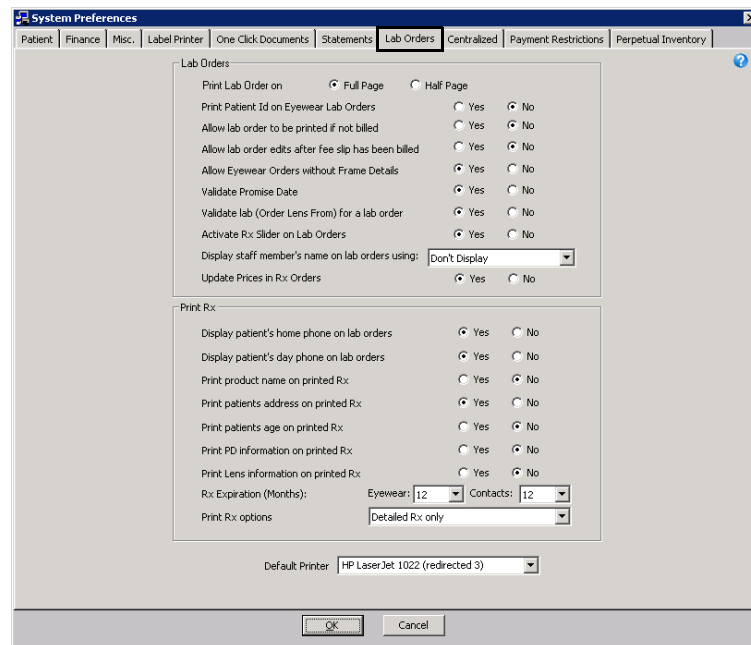 System Preferences
Patient Finance Misc. Label Printer One Click Documents Statements Lab Orders Centralized Payment Restrictions Perpetual Inventory
Lab Orders
Print Lab Order on Full Page Half Page
Print Patient Id on Eyewear Lab Orders Yes No
Allow lab order to be printed if not billed Yes No
Allow lab order edits after fee slip has been billed Yes No
Allow Eyewear Orders without Frame Details Yes No
Validate Promise Date Yes No
Validate lab (Order Lens From) for a lab order Yes No
Activate Rx Slider on Lab Orders Yes No
Display staff member's name on lab orders using: Don't Display
Update Prices in Rx Orders Yes No
Print Rx
Display patient's home phone on lab orders Yes No
Display patient's day phone on lab orders Yes No
Print product name on printed Rx Yes No
Print patients address on printed Rx Yes No
Print patients age on printed Rx Yes No
Print PD information on printed Rx Yes No
Print Lens information on printed Rx Yes No
Rx Expiration (Months): Eyewear: 12 Contacts: 12
Print Rx options Detailed Rx only
Default Printer HP LaserJet 1022 (redirected 3)
OK Cancel